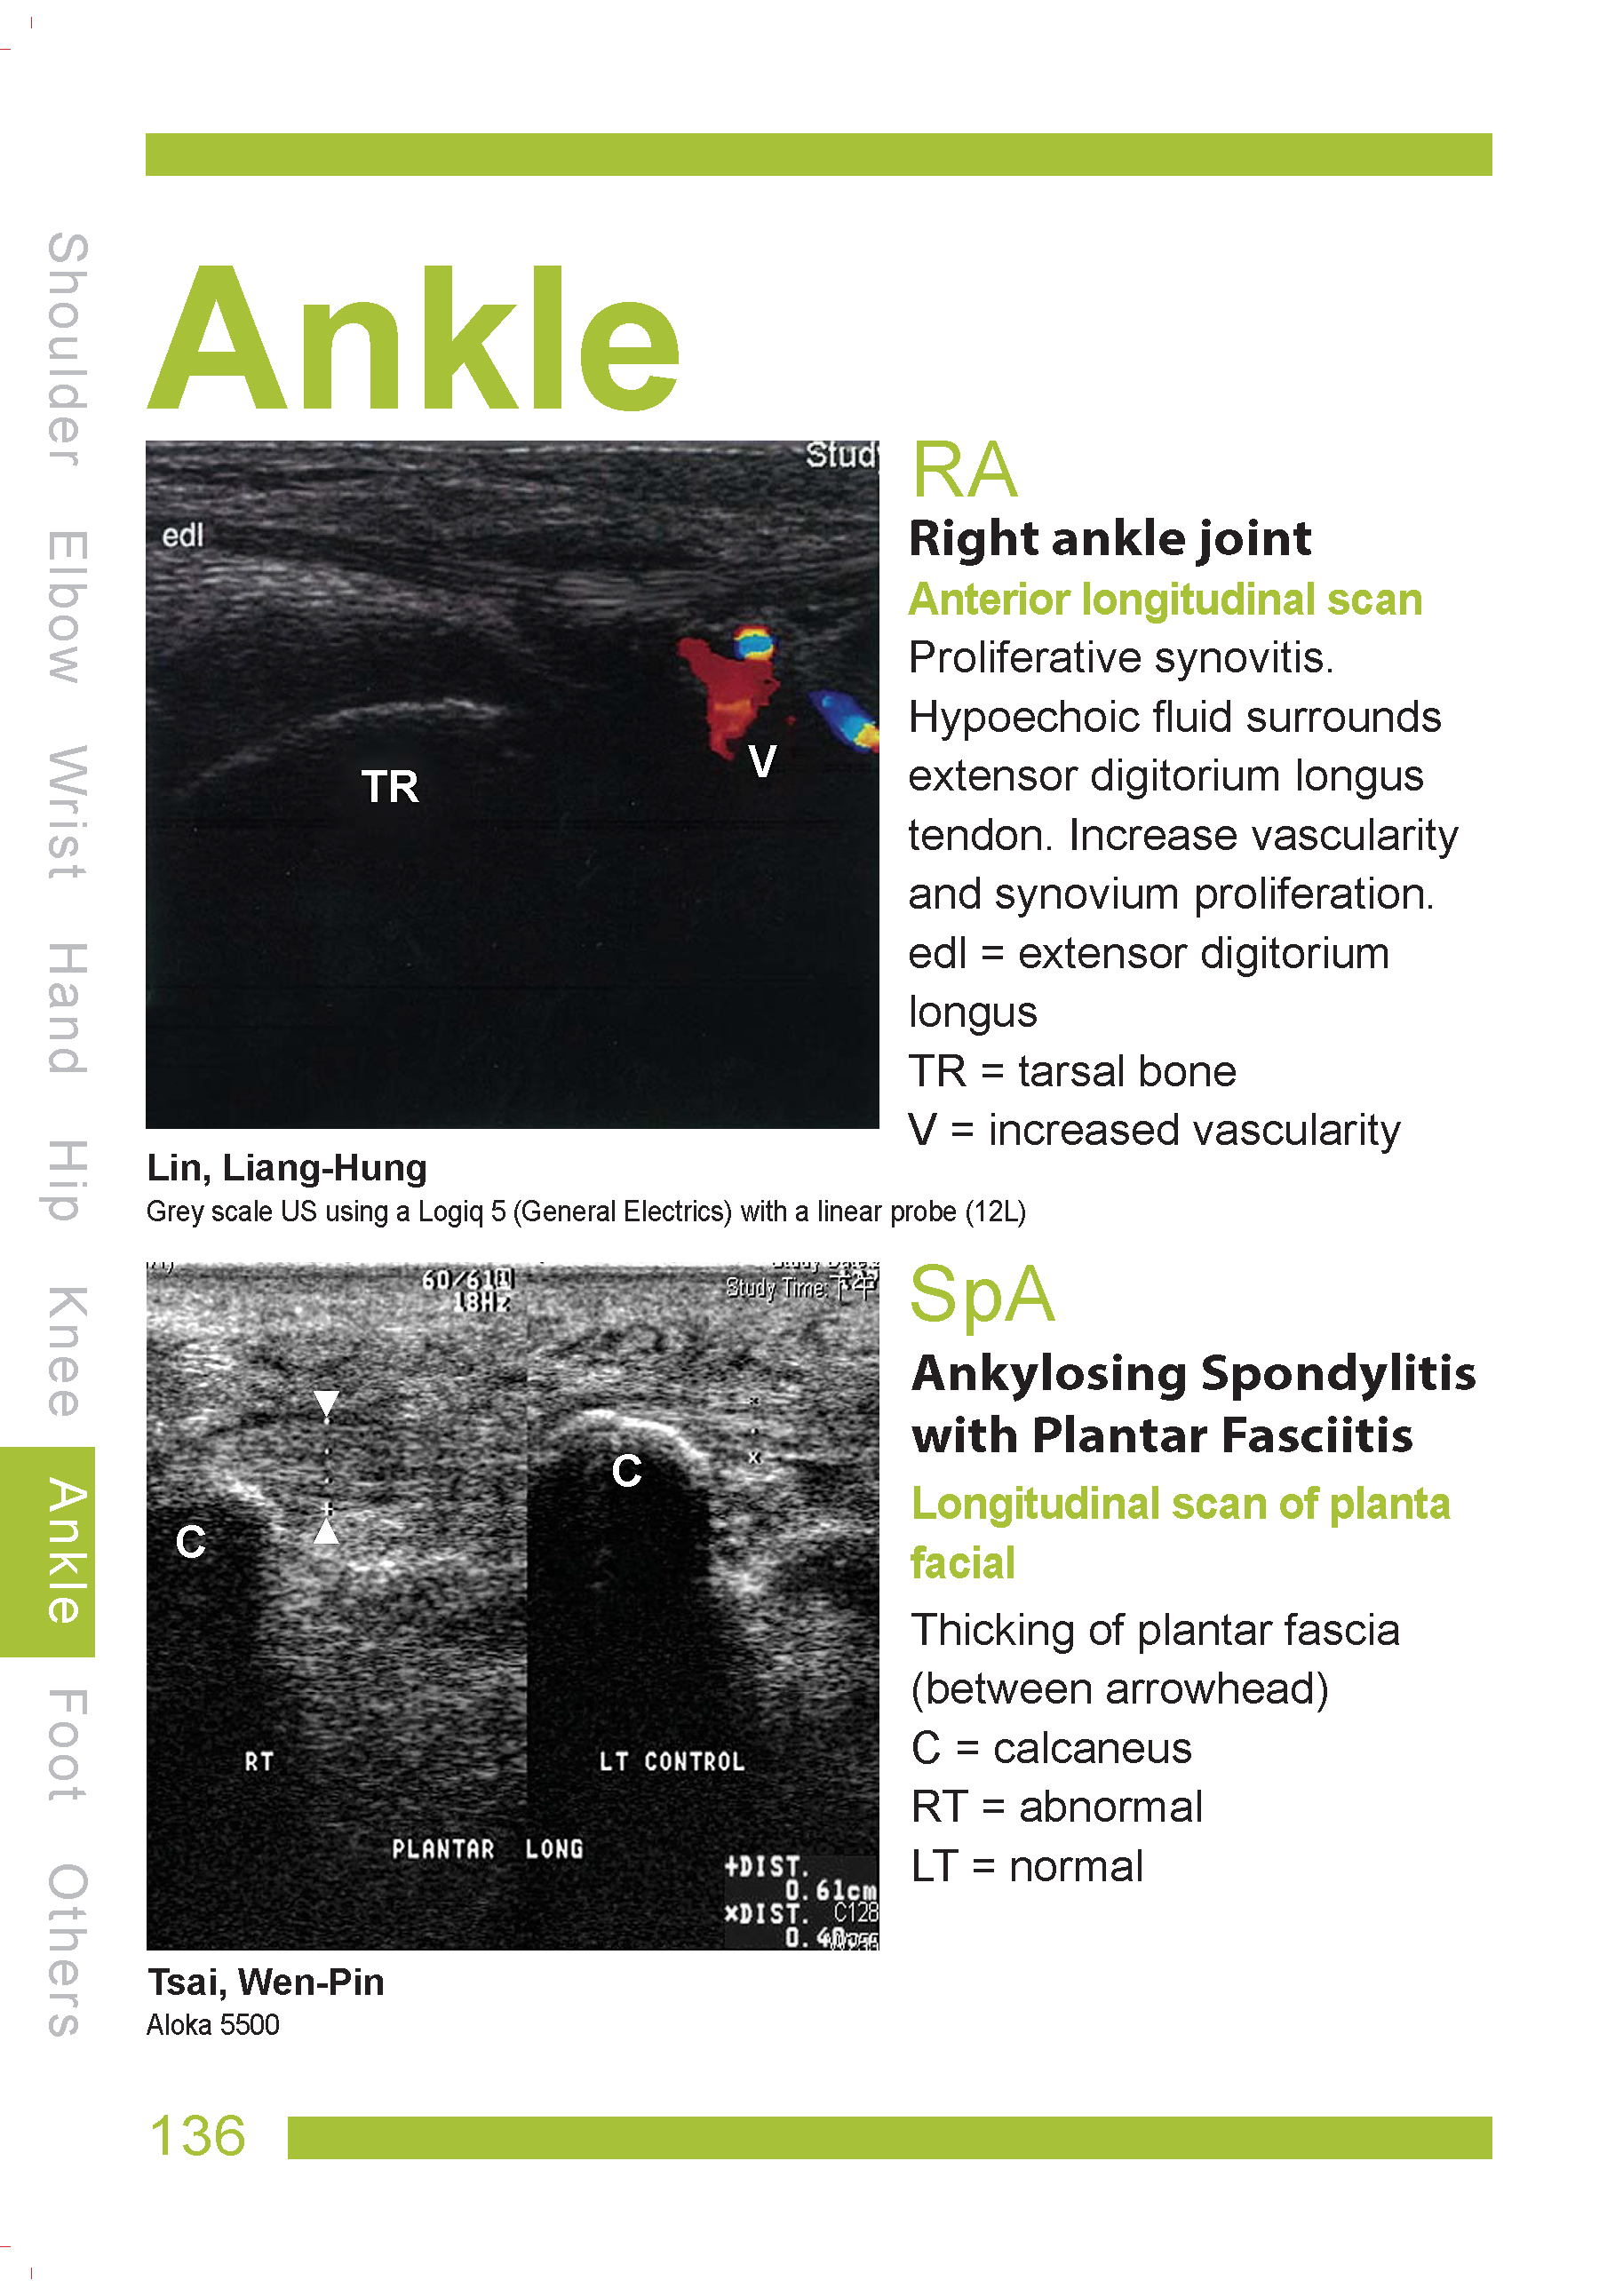 Shoulder
Elbow
Wrist
Hand
Hip
Knee
Ankle
Foot
Others
Ankle
Stud
edl
TR
V
RA
Right ankle joint
Anterior longitudinal scan
Proliferative synovitis.
Hypoechoic fluid surrounds
extensor digitorium longus
tendon. Increase vascularity
and synovium proliferation.
edl = extensor digitorium
longus
TR = tarsal bone
V = increased vascularity
Lin, Liang-Hung
Grey scale US using a Logiq 5 (General Electrics) with a linear probe (12L)
60/61
18Hz
Study Time: 下午
C
C
RT
LT CONTROL
PLANTAR LONG
+DIST.
0.61cm
×DIST. C128
0.40
SpA
Ankylosing Spondylitis
with Plantar Fasciitis
Longitudinal scan of planta
facial
Thicking of plantar fascia
(between arrowhead)
C = calcaneus
RT = abnormal
LT = normal
Tsai, Wen-Pin
Aloka 5500
136